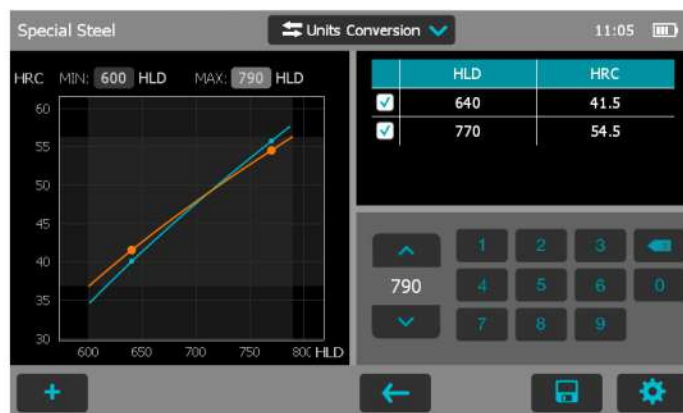 Special Steel Units Conversion 11:05
HRC MIN: 600 HLD MAX: 790 HLD
60
55
50
45
40
35
30
600 650 700 750 800 HLD
HLD HRC
640 41.5
770 54.5
1 2 3
790 4 5 6 0
7 8 9
+